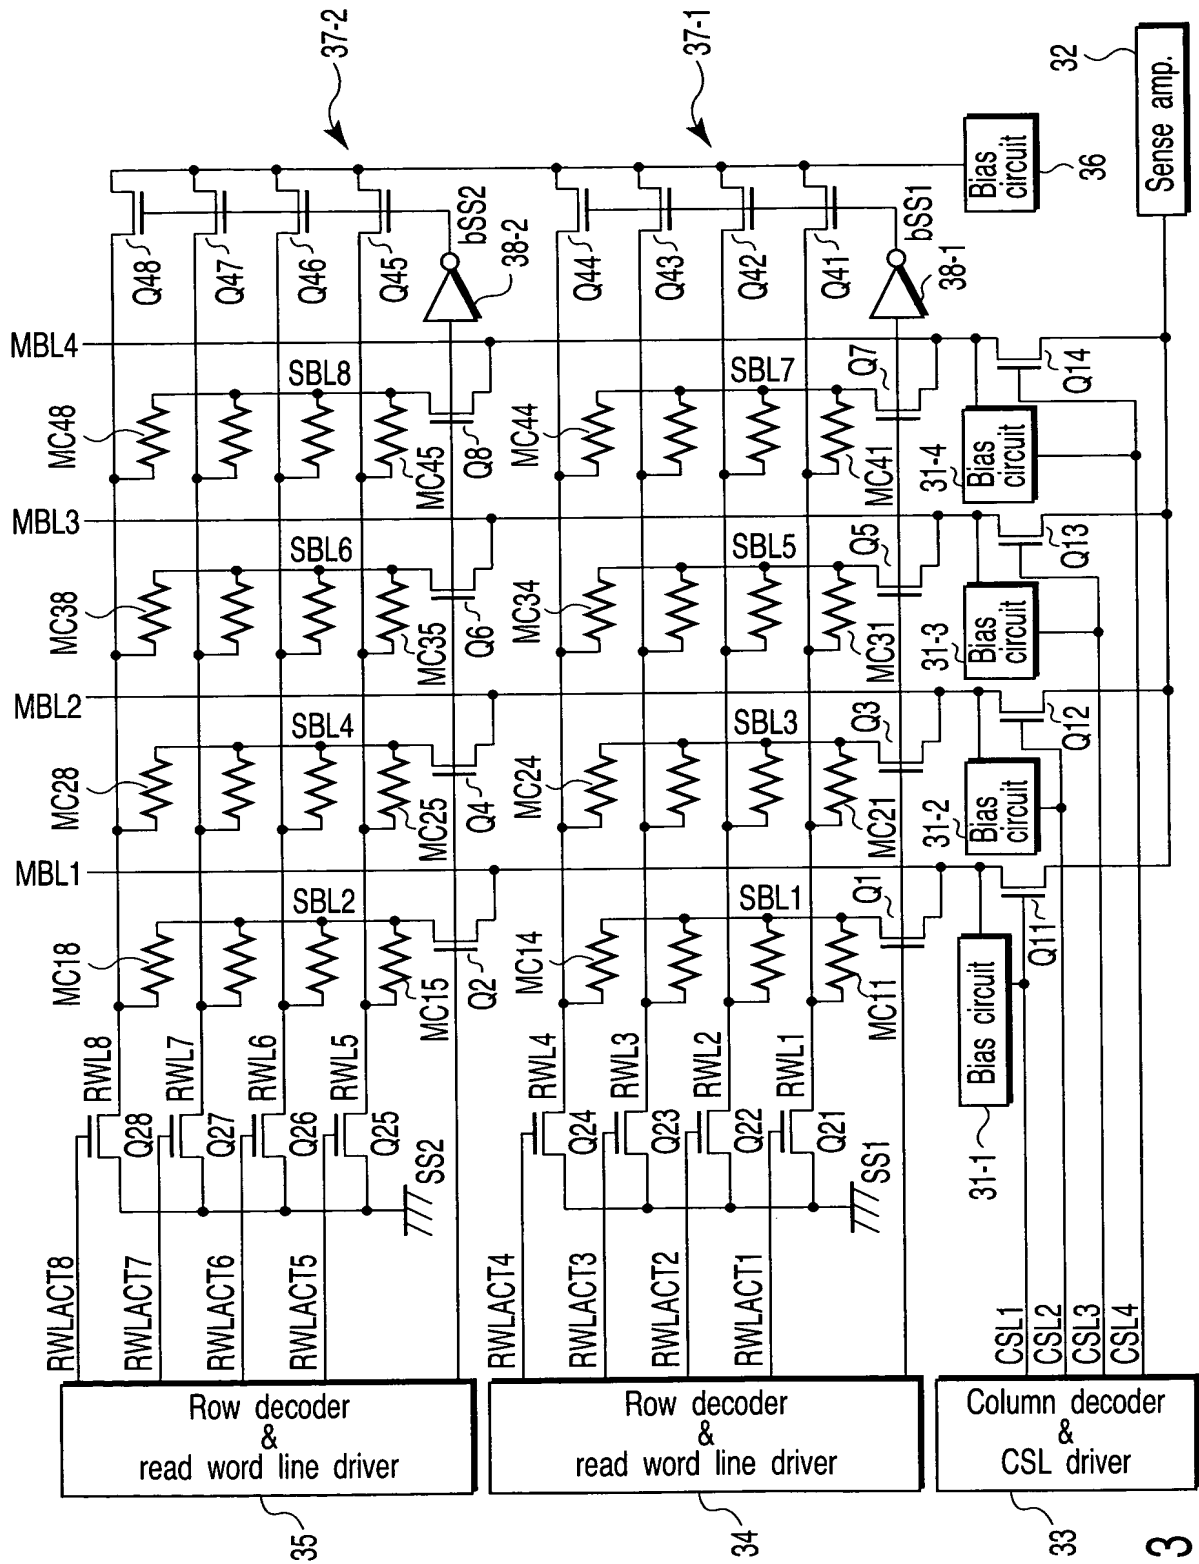 37-2
37-1
32
Sense amp.
Bias circuit
36
Q48
Q47
Q46
Q45
bSS2
38-2
Q44
Q43
Q42
Q41
bSS1
38-1
MBL4
MC48
SBL8
MC45
Q8
MC44
SBL7
MC41
Q7
31-4
Bias circuit
Q14
MBL3
MC38
SBL6
MC35
Q6
MC34
SBL5
MC31
Q5
31-3
Bias circuit
Q13
MBL2
MC28
SBL4
MC25
Q4
MC24
SBL3
MC21
Q3
31-2
Bias circuit
Q12
MBL1
MC18
SBL2
MC15
Q2
MC14
SBL1
MC11
Q1
31-1
Bias circuit
Q11
RWL8
RWL7
RWL6
RWL5
RWL4
RWL3
RWL2
RWL1
Q28
Q27
Q26
Q25
SS2
Q24
Q23
Q22
Q21
SS1
RWLACT8
RWLACT7
RWLACT6
RWLACT5
RWLACT4
RWLACT3
RWLACT2
RWLACT1
CSL1
CSL2
CSL3
CSL4
Row decoder
&
read word line driver
35
Row decoder
&
read word line driver
34
Column decoder
&
CSL driver
33
3